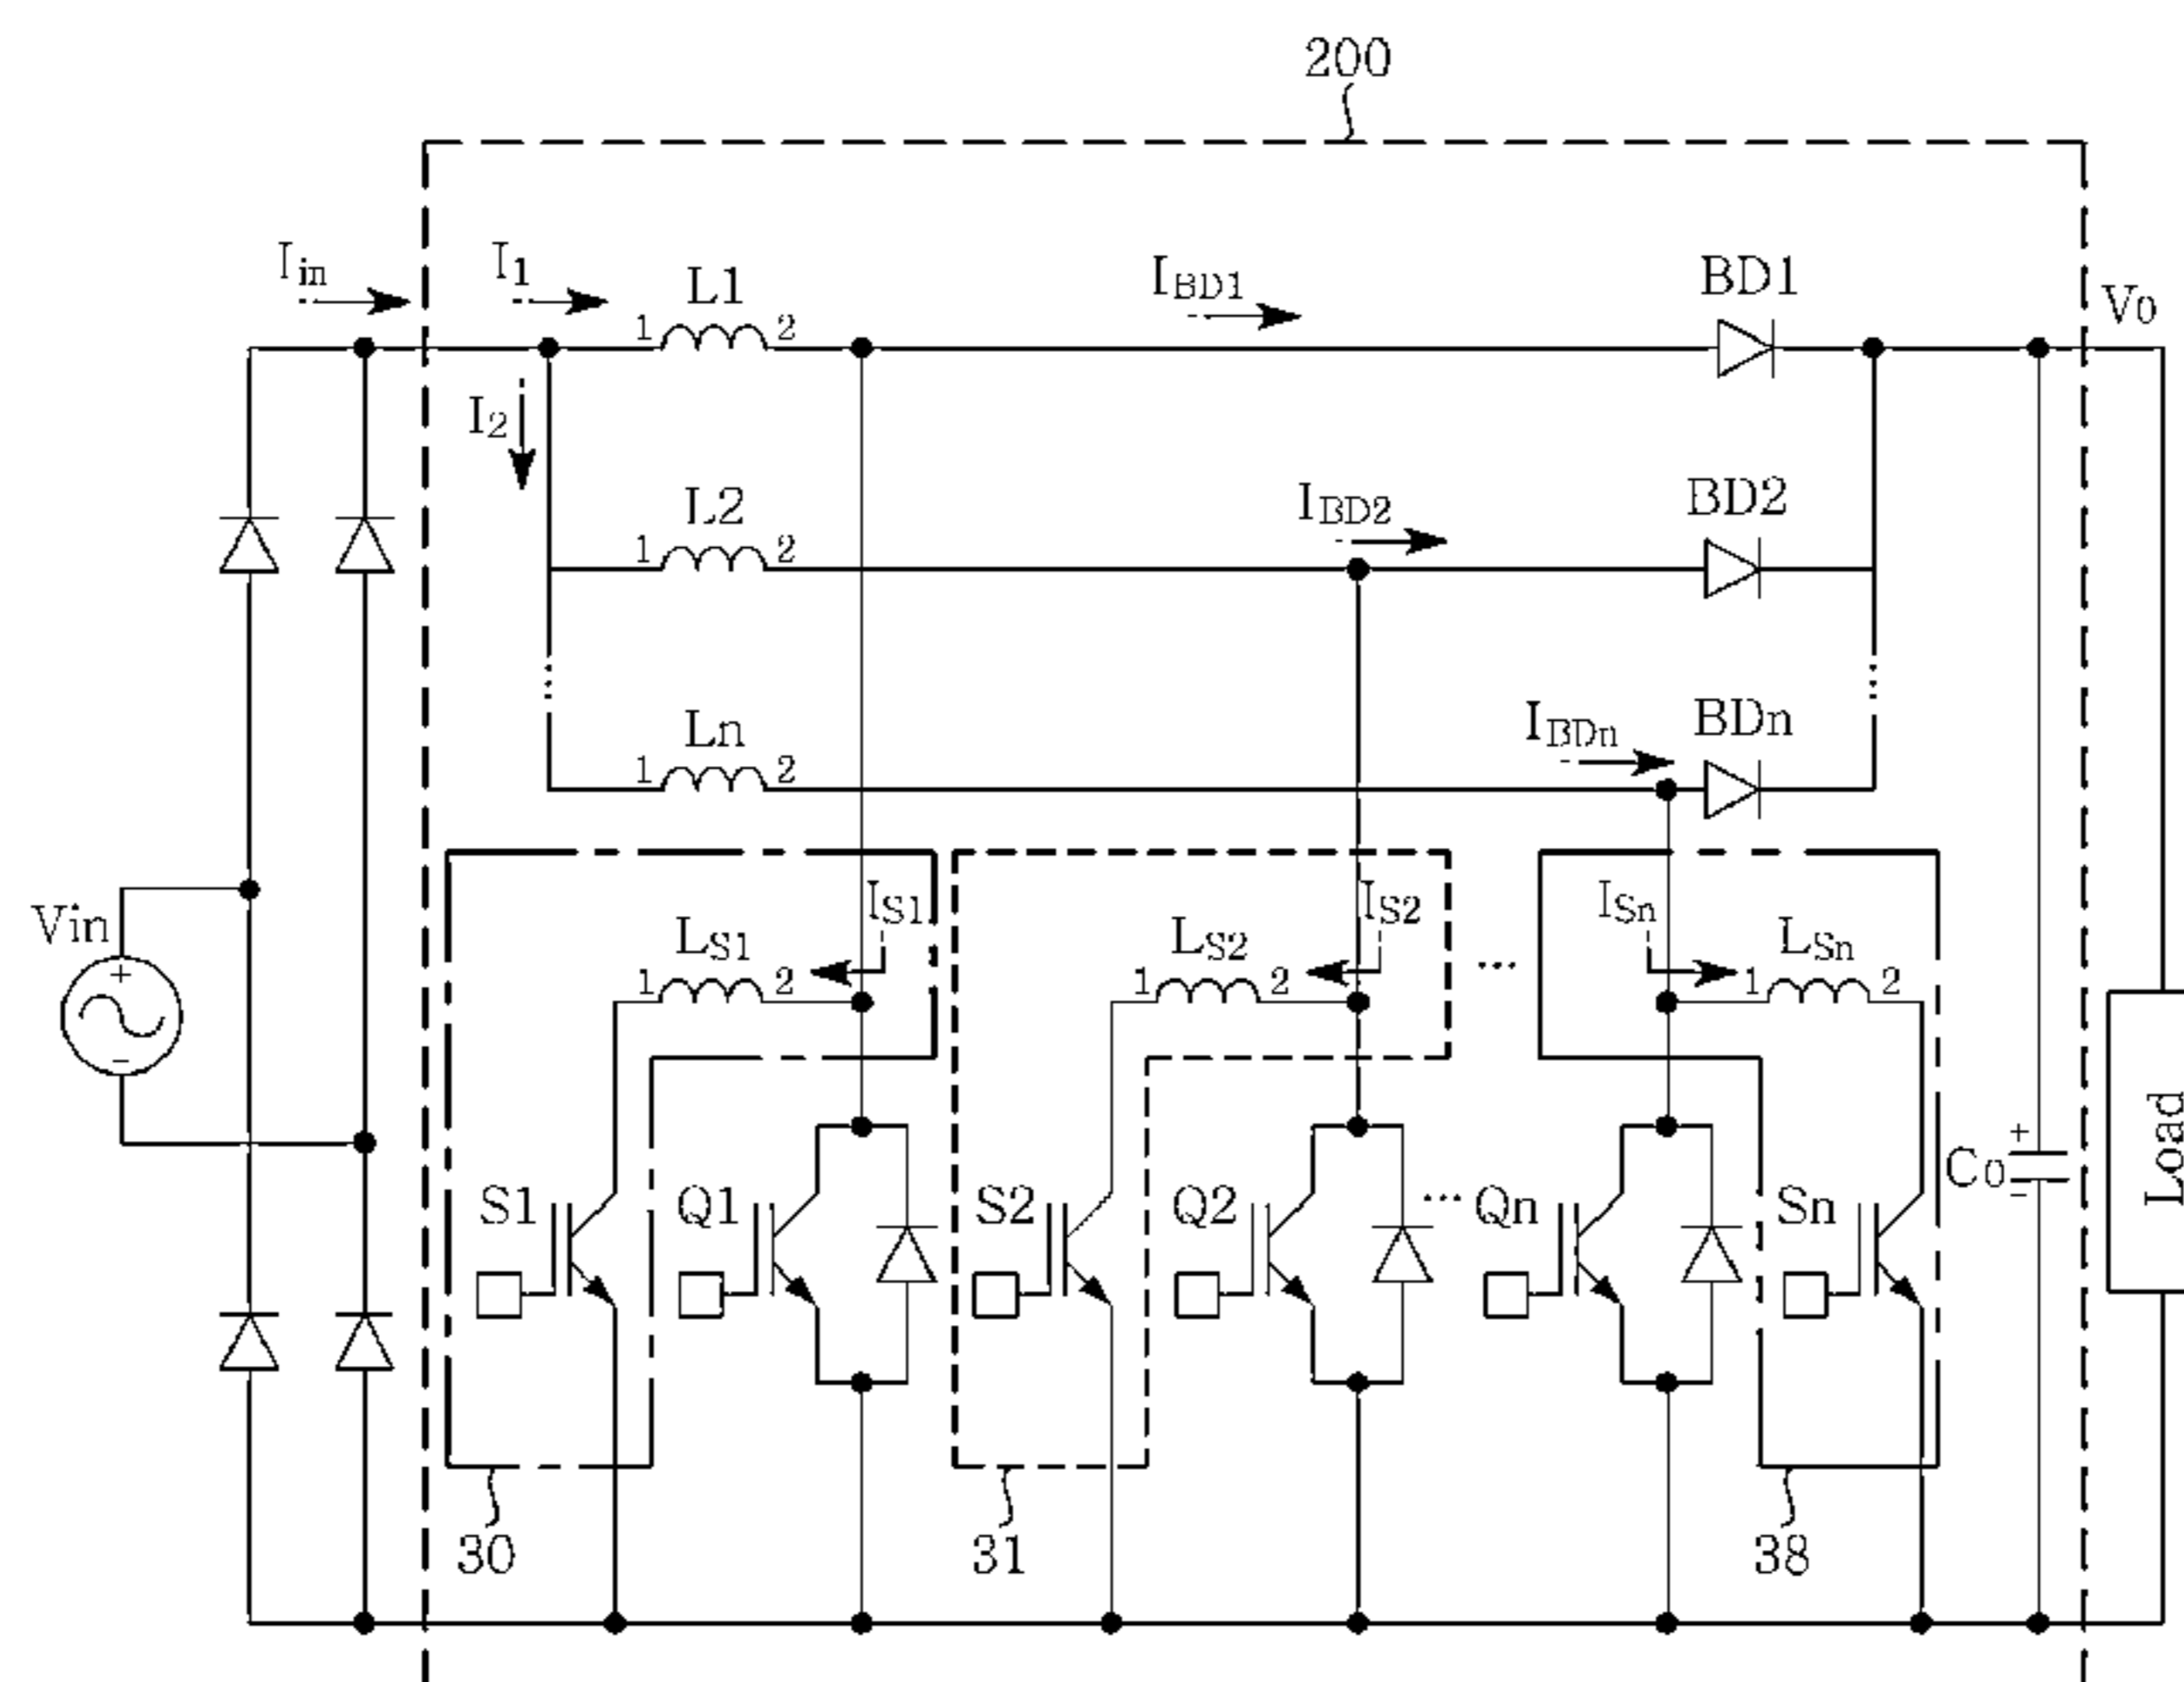 200
Iin
I1
1 L1 2
IBD1
BD1
V0
I2
1 L2 2
IBD2
BD2
1 Ln 2
IBDn
BDn
Vin
+
−
1 LS1 2
IS1
1 LS2 2
IS2
...
ISn
1 LSn 2
S1
Q1
S2
Q2
...
Qn
Sn
C0
+
−
Load
30
31
38